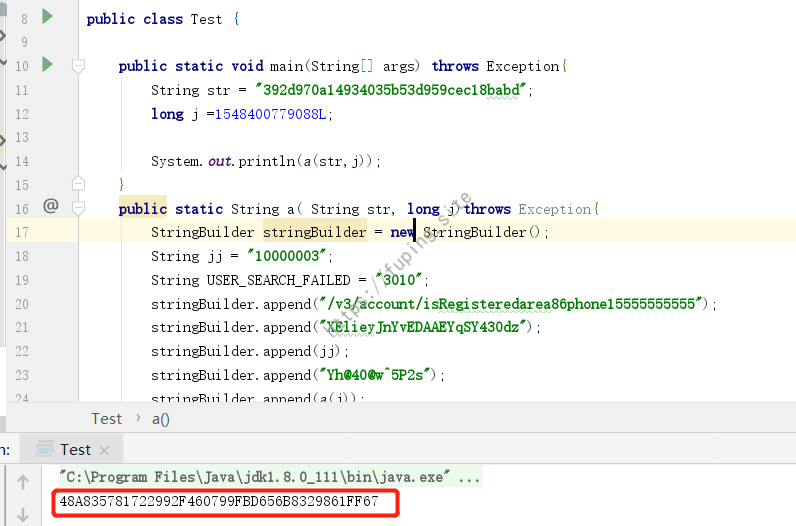 8 public class Test {
9
10 public static void main(String[] args) throws Exception{
11 String str = "392d970a14934035b53d959cec18babd";
12 long j =1548400779088L;
13
14 System.out.println(a(str,j));
15 }
16 @ public static String a( String str, long j)throws Exception{
17 StringBuilder stringBuilder = new StringBuilder();
18 String jj = "10000003";
19 String USER_SEARCH_FAILED = "3010";
20 stringBuilder.append("/v3/account/isRegisteredarea86phone15555555555");
21 stringBuilder.append("XElieyJnYvEDAAEYqSY430dz");
22 stringBuilder.append(jj);
23 stringBuilder.append("Yh@40@w^5P2s");
24 stringBuilder.append(a(j));
https://ifuping.site
Test › a()
n: Test ×
"C:\Program Files\Java\jdk1.8.0_111\bin\java.exe" ...
48A835781722992F460799FBD656B8329861FF67